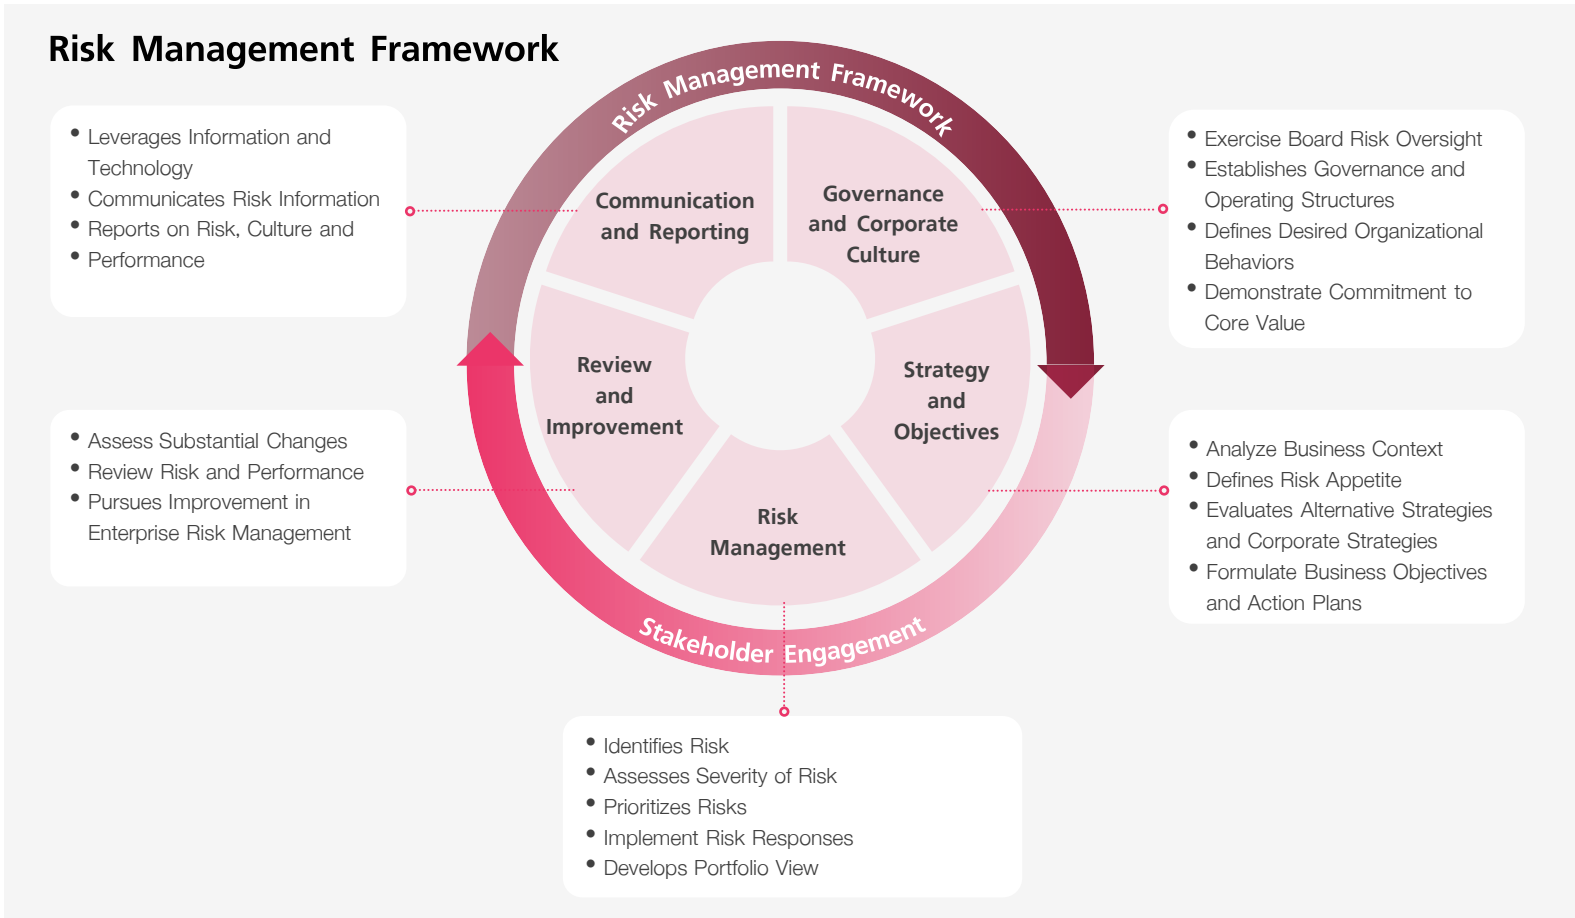 Risk Management Framework
Risk Management Framework
• Leverages Information and
Technology
• Communicates Risk Information
• Reports on Risk, Culture and
• Performance
Communication
and Reporting
Governance
and Corporate
Culture
• Exercise Board Risk Oversight
• Establishes Governance and
Operating Structures
• Defines Desired Organizational
Behaviors
• Demonstrate Commitment to
Core Value
Review
and
Improvement
Strategy
and
Objectives
• Assess Substantial Changes
• Review Risk and Performance
• Pursues Improvement in
Enterprise Risk Management
Risk
Management
• Analyze Business Context
• Defines Risk Appetite
• Evaluates Alternative Strategies
and Corporate Strategies
• Formulate Business Objectives
and Action Plans
Stakeholder Engagement
• Identifies Risk
• Assesses Severity of Risk
• Prioritizes Risks
• Implement Risk Responses
• Develops Portfolio View